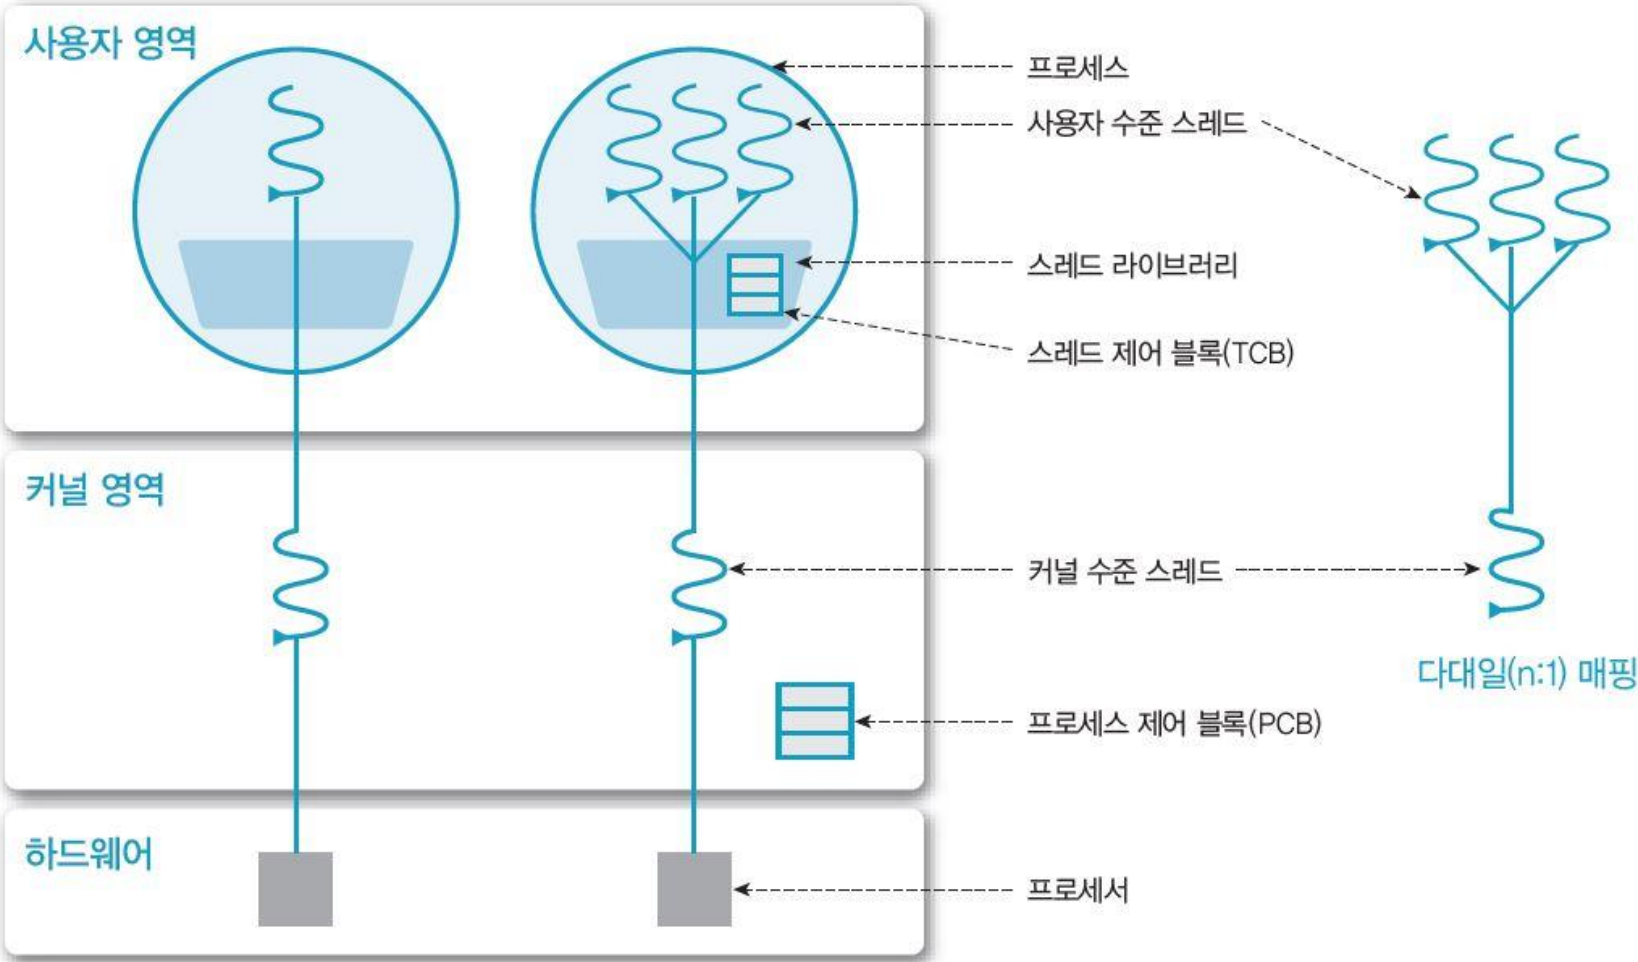 사용자 영역
프로세스
사용자 수준 스레드
스레드 라이브러리
스레드 제어 블록(TCB)
커널 영역
커널 수준 스레드
다대일(n:1) 매핑
프로세스 제어 블록(PCB)
하드웨어
프로세서